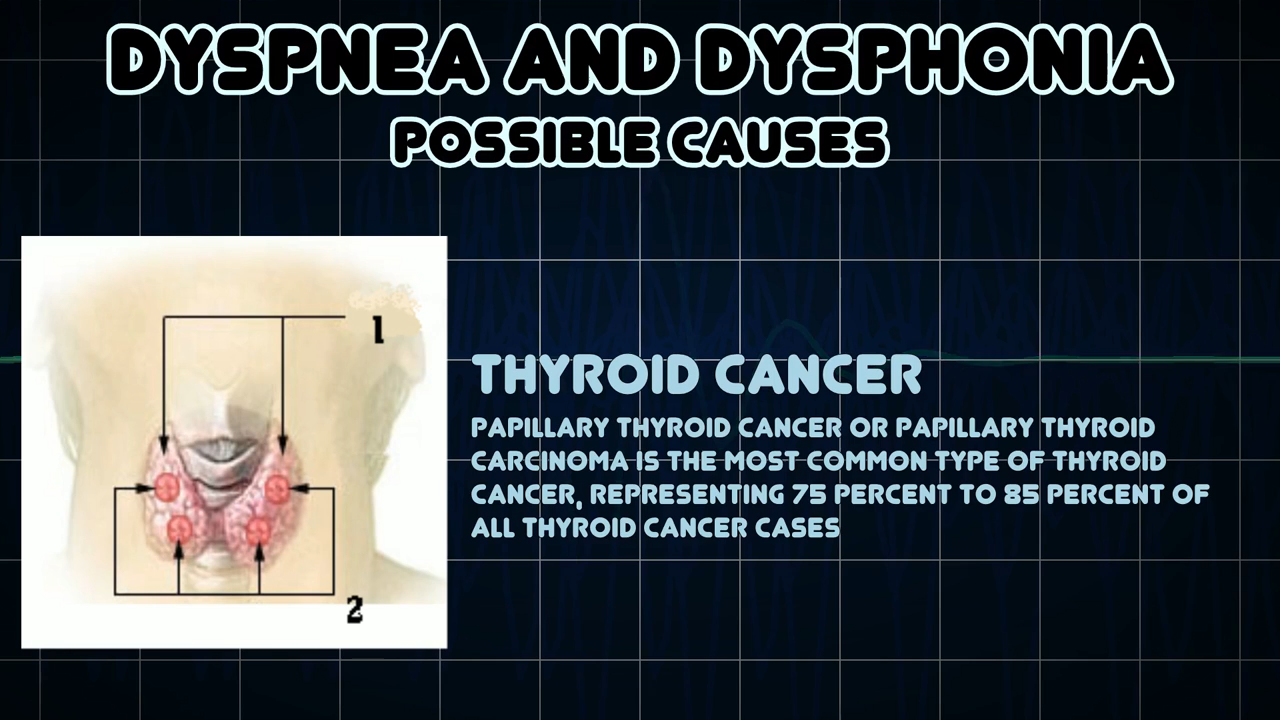 DYSPNEA AND DYSPHONIA
POSSIBLE CAUSES
1
THYROID CANCER
PAPILLARY THYROID CANCER OR PAPILLARY THYROID
CARCINOMA IS THE MOST COMMON TYPE OF THYROID
CANCER, REPRESENTING 75 PERCENT TO 85 PERCENT OF
ALL THYROID CANCER CASES
2